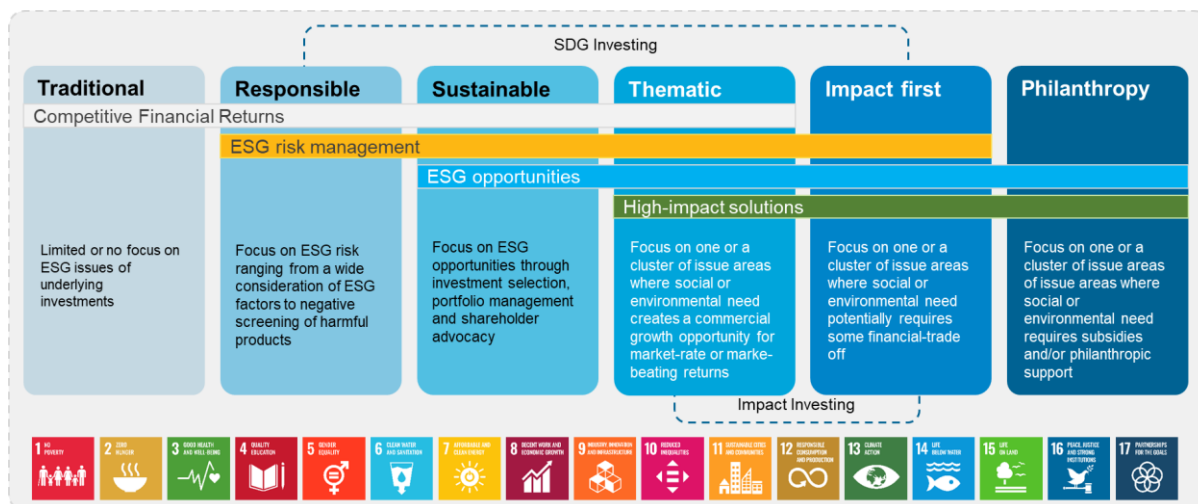 SDG Investing
Traditional
Responsible
Sustainable
Thematic
Impact first
Philanthropy
Competitive Financial Returns
ESG risk management
ESG opportunities
High-impact solutions
Limited or no focus on
ESG issues of
underlying
investments
Focus on ESG risk
ranging from a wide
consideration of ESG
factors to negative
screening of harmful
products
Focus on ESG
opportunities through
investment selection,
portfolio management
and shareholder
advocacy
Focus on one or a
cluster of issue areas
where social or
environmental need
creates a commercial
growth opportunity for
market-rate or marke-
beating returns
Focus on one or a
cluster of issue areas
where social or
environmental need
potentially requires
some financial-trade
off
Focus on one or a
cluster of issue areas
of issue areas where
social or
environmental need
requires subsidies
and/or philanthropic
support
Impact Investing
1 NO
POVERTY
2 ZERO
HUNGER
3 GOOD HEALTH
AND WELL-BEING
4 QUALITY
EDUCATION
5 GENDER
EQUALITY
6 CLEAN WATER
AND SANITATION
7 AFFORDABLE AND
CLEAN ENERGY
8 DECENT WORK AND
ECONOMIC GROWTH
9 INDUSTRY, INNOVATION
AND INFRASTRUCTURE
10 REDUCED
INEQUALITIES
11 SUSTAINABLE CITIES
AND COMMUNITIES
12 RESPONSIBLE
CONSUMPTION
AND PRODUCTION
13 CLIMATE
ACTION
14 LIFE
BELOW WATER
15 LIFE
ON LAND
16 PEACE, JUSTICE
AND STRONG
INSTITUTIONS
17 PARTNERSHIPS
FOR THE GOALS